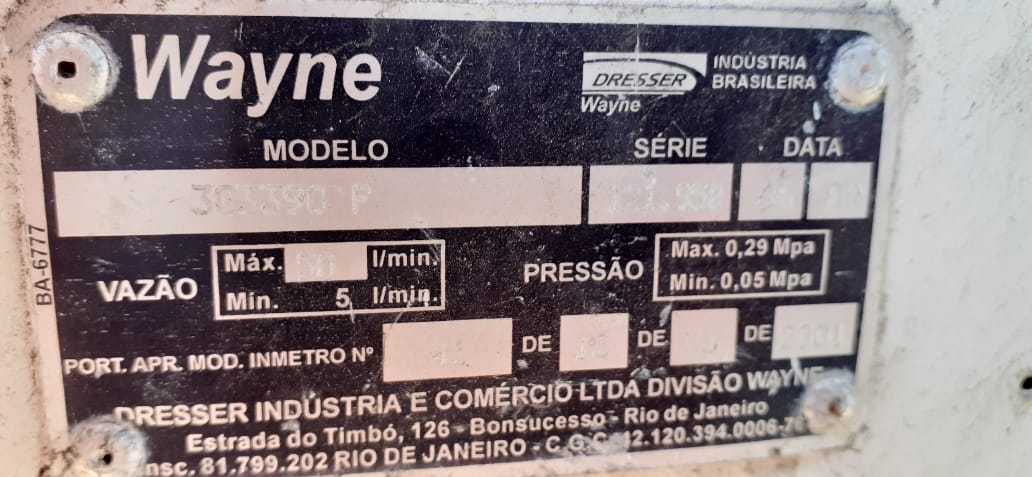 Wayne
DRESSER
Wayne
INDÚSTRIA
BRASILEIRA
MODELO
SÉRIE
DATA
P
BA-6777
VAZÃO
Máx. 50 l/min.
Min. 5 l/min.
PRESSÃO
Max. 0,29 Mpa
Min. 0,05 Mpa
PORT. APR. MOD. INMETRO Nº DE DE DE
DRESSER INDÚSTRIA E COMÉRCIO LTDA DIVISÃO WAYNE
Estrada do Timbó, 126 - Bonsucesso - Rio de Janeiro
81.799.202 RIO DE JANEIRO - C.G.C.